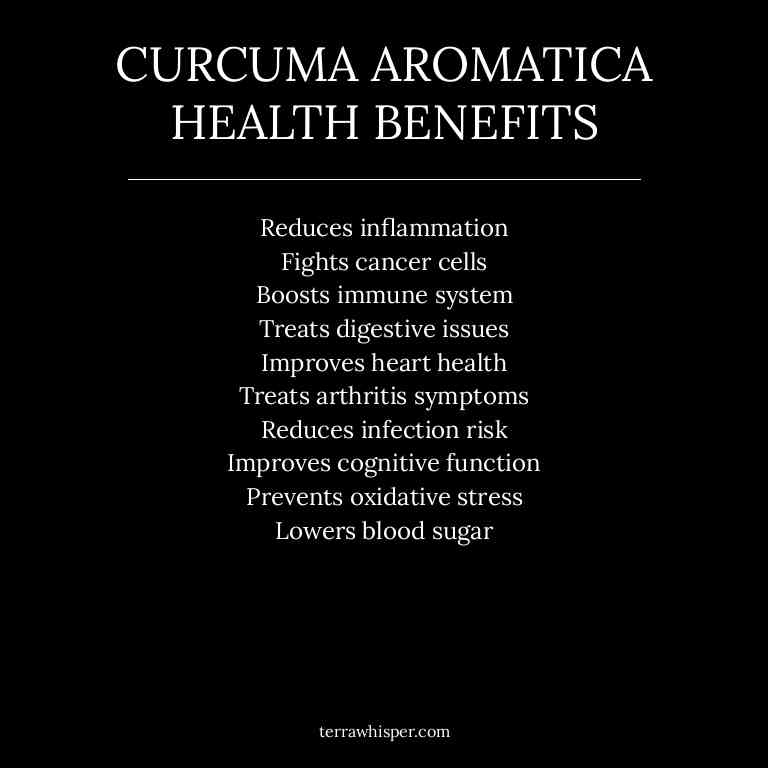 CURCUMA AROMATICA
HEALTH BENEFITS
Reduces inflammation
Fights cancer cells
Boosts immune system
Treats digestive issues
Improves heart health
Treats arthritis symptoms
Reduces infection risk
Improves cognitive function
Prevents oxidative stress
Lowers blood sugar
terrawhisper.com